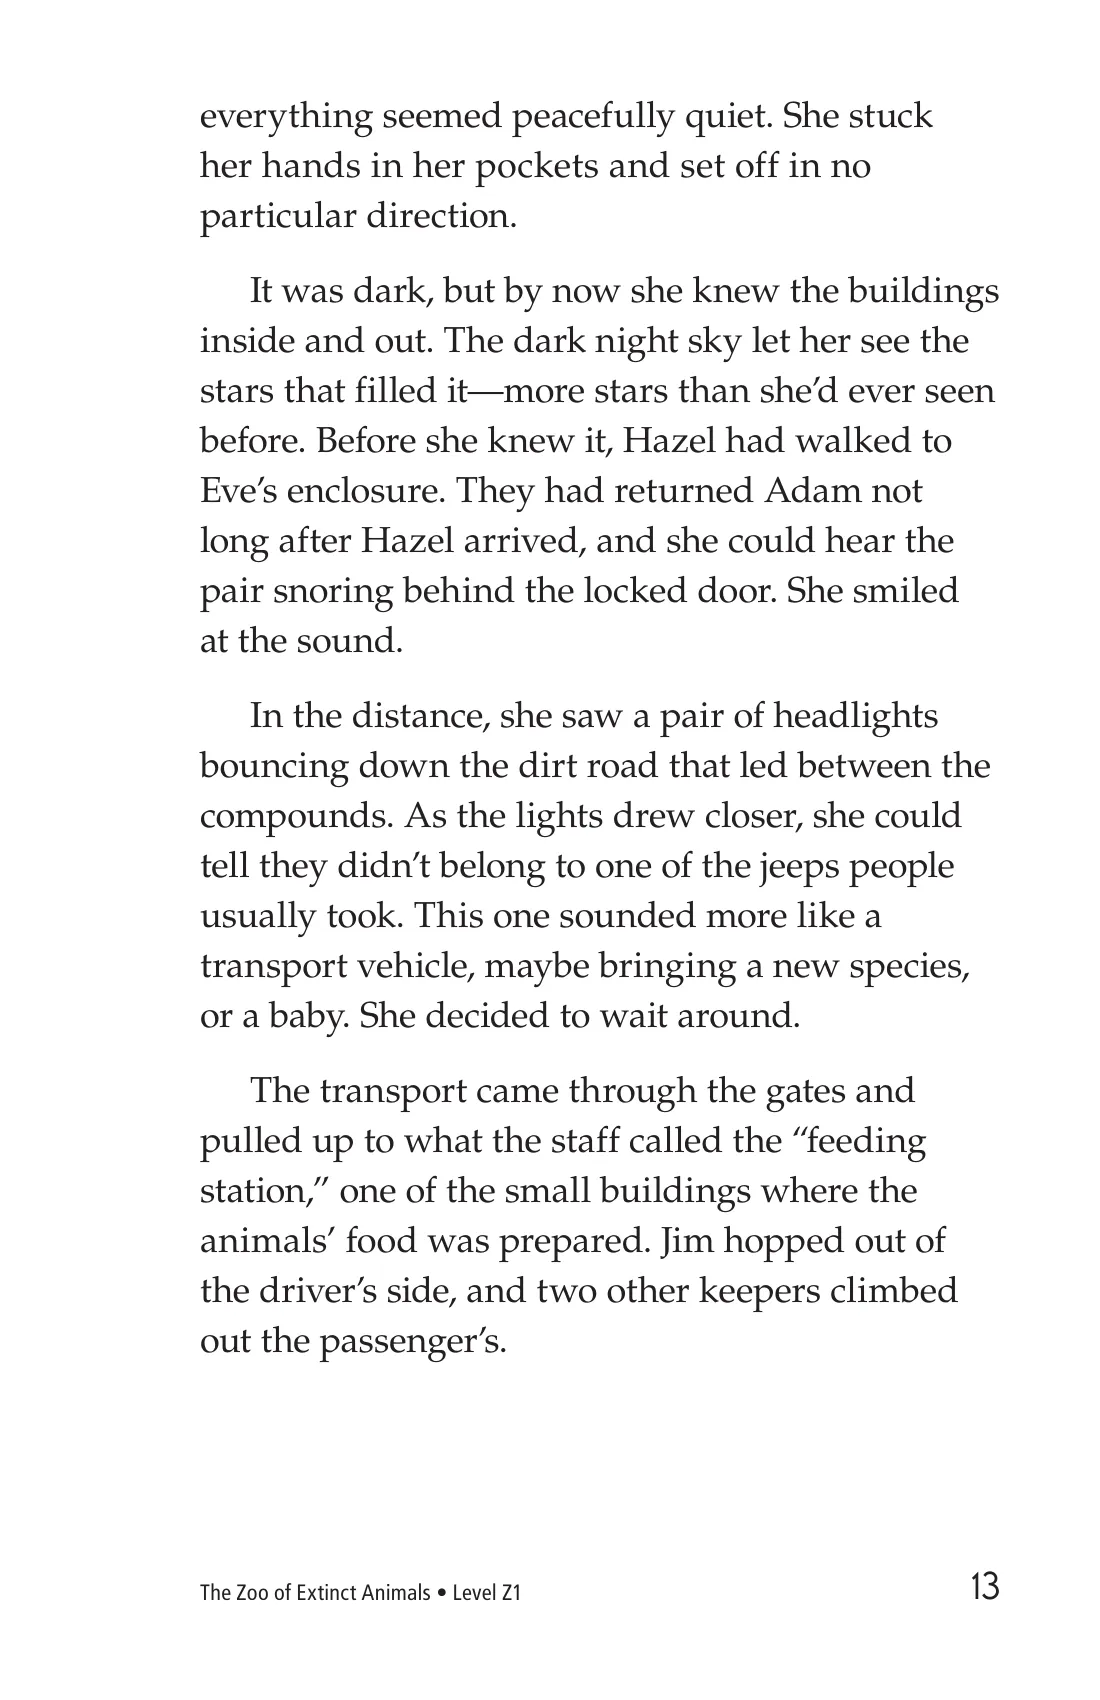 everything seemed peacefully quiet. She stuck
her hands in her pockets and set off in no
particular direction.
It was dark, but by now she knew the buildings
inside and out. The dark night sky let her see the
stars that filled it—more stars than she’d ever seen
before. Before she knew it, Hazel had walked to
Eve’s enclosure. They had returned Adam not
long after Hazel arrived, and she could hear the
pair snoring behind the locked door. She smiled
at the sound.
In the distance, she saw a pair of headlights
bouncing down the dirt road that led between the
compounds. As the lights drew closer, she could
tell they didn’t belong to one of the jeeps people
usually took. This one sounded more like a
transport vehicle, maybe bringing a new species,
or a baby. She decided to wait around.
The transport came through the gates and
pulled up to what the staff called the “feeding
station,” one of the small buildings where the
animals’ food was prepared. Jim hopped out of
the driver’s side, and two other keepers climbed
out the passenger’s.
The Zoo of Extinct Animals • Level Z1
13